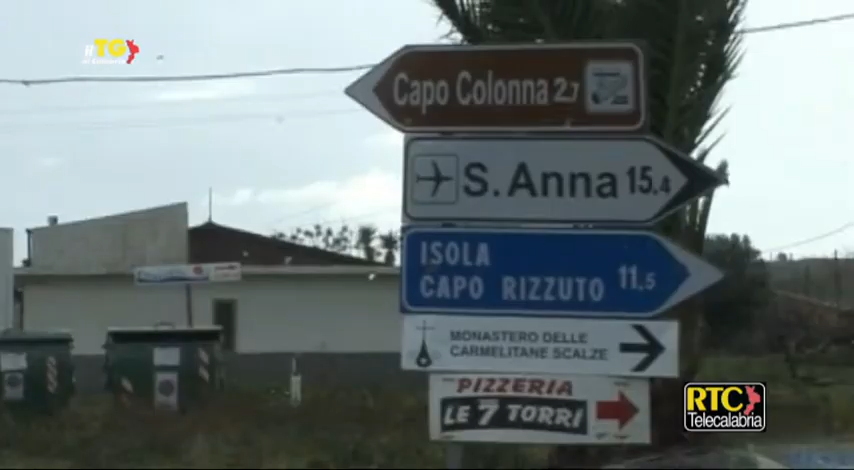 RTG
Capo Colonna 2.7
S. Anna 15.4
ISOLA
CAPO RIZZUTO 11.5
MONASTERO DELLE
CARMELITANE SCALZE
PIZZERIA
LE 7 TORRI
RTC
Telecalabria